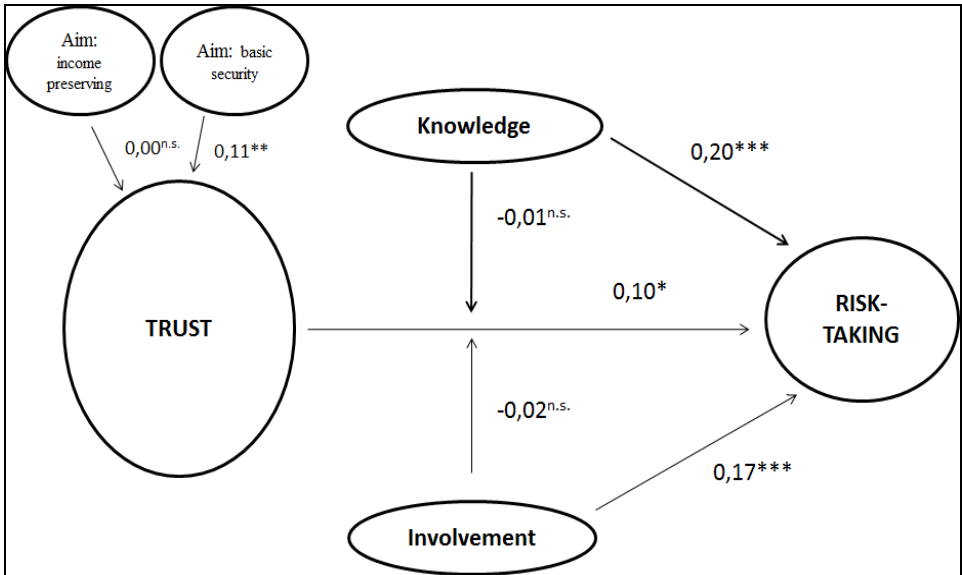 Aim:
income
preserving
Aim: basic
security
0,00n.s.
0,11**
Knowledge
0,20***
-0,01n.s.
0,10*
TRUST
RISK-
TAKING
-0,02n.s.
0,17***
Involvement